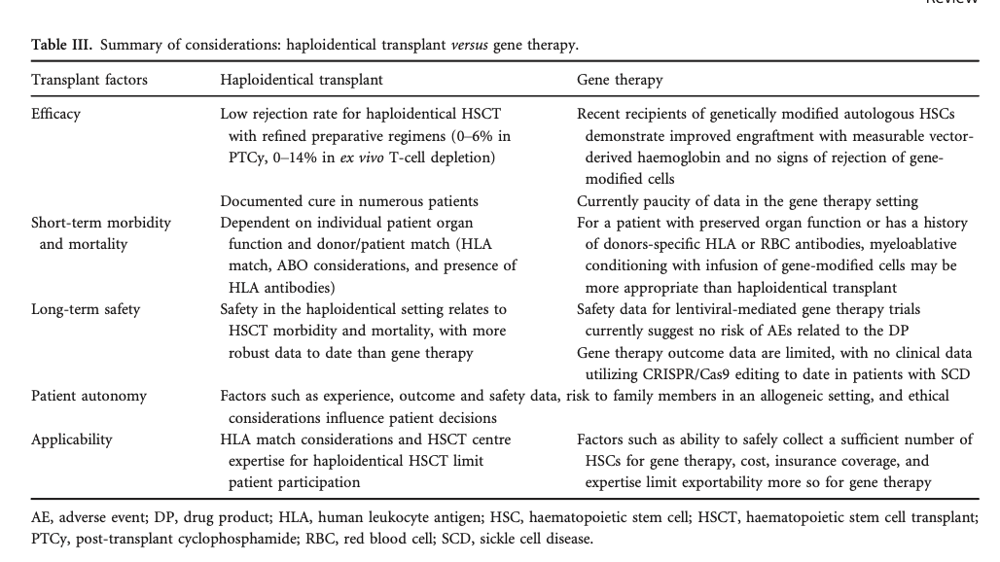 Review
Table III. Summary of considerations: haploidentical transplant versus gene therapy.
Transplant factors Haploidentical transplant Gene therapy
Efficacy
Low rejection rate for haploidentical HSCT
with refined preparative regimens (0–6% in
PTCy, 0–14% in ex vivo T-cell depletion)
Recent recipients of genetically modified autologous HSCs
demonstrate improved engraftment with measurable vector-
derived haemoglobin and no signs of rejection of gene-
modified cells
Documented cure in numerous patients
Currently paucity of data in the gene therapy setting
Short-term morbidity
and mortality
Dependent on individual patient organ
function and donor/patient match (HLA
match, ABO considerations, and presence of
HLA antibodies)
For a patient with preserved organ function or has a history
of donors-specific HLA or RBC antibodies, myeloablative
conditioning with infusion of gene-modified cells may be
more appropriate than haploidentical transplant
Long-term safety
Safety in the haploidentical setting relates to
HSCT morbidity and mortality, with more
robust data to date than gene therapy
Safety data for lentiviral-mediated gene therapy trials
currently suggest no risk of AEs related to the DP
Gene therapy outcome data are limited, with no clinical data
utilizing CRISPR/Cas9 editing to date in patients with SCD
Patient autonomy
Factors such as experience, outcome and safety data, risk to family members in an allogeneic setting, and ethical
considerations influence patient decisions
Applicability
HLA match considerations and HSCT centre
expertise for haploidentical HSCT limit
patient participation
Factors such as ability to safely collect a sufficient number of
HSCs for gene therapy, cost, insurance coverage, and
expertise limit exportability more so for gene therapy
AE, adverse event; DP, drug product; HLA, human leukocyte antigen; HSC, haematopoietic stem cell; HSCT, haematopoietic stem cell transplant;
PTCy, post-transplant cyclophosphamide; RBC, red blood cell; SCD, sickle cell disease.